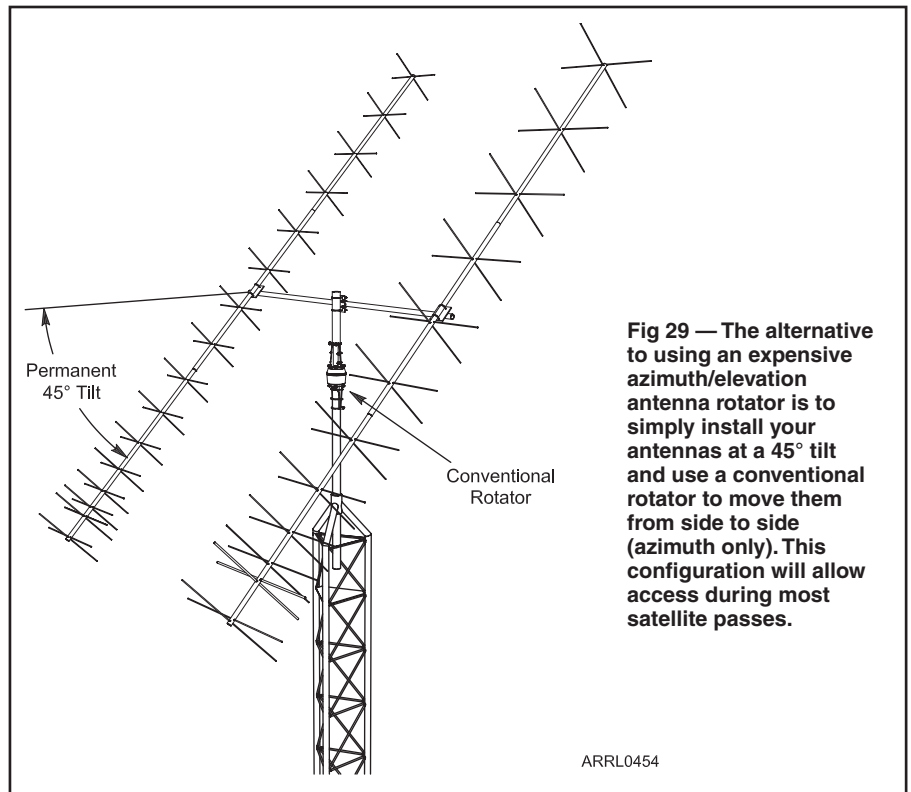 Permanent
45° Tilt
Conventional
Rotator
Fig 29 — The alternative
to using an expensive
azimuth/elevation
antenna rotator is to
simply install your
antennas at a 45° tilt
and use a conventional
rotator to move them
from side to side
(azimuth only). This
configuration will allow
access during most
satellite passes.
ARRL0454